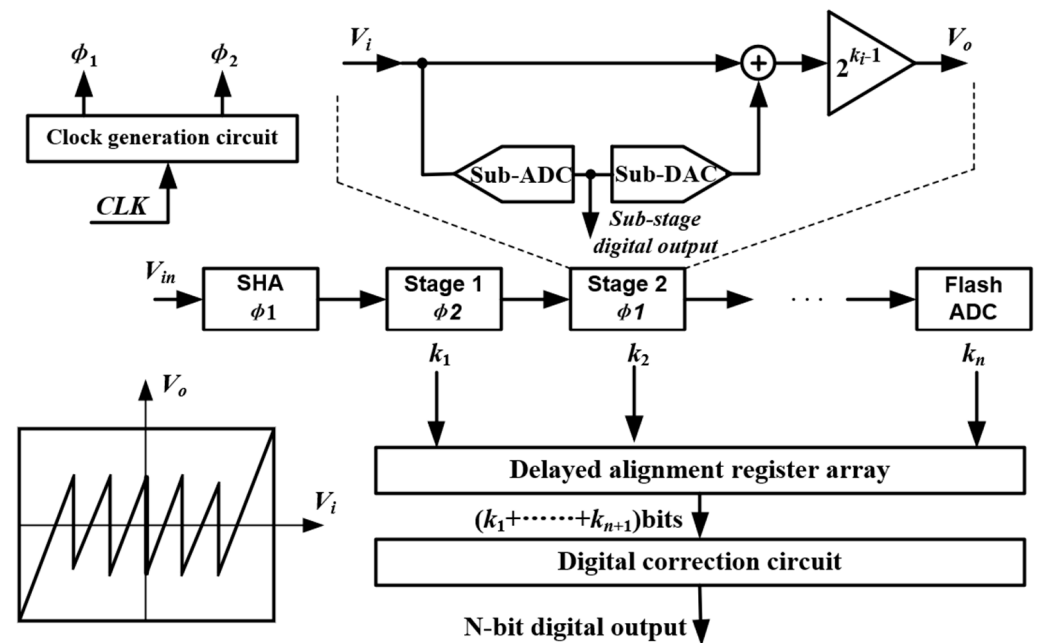 ϕ1
ϕ2
Clock generation circuit
CLK
Vi
+
2^ki-1
Vo
Sub-ADC
Sub-DAC
Sub-stage
digital output
Vin
SHA
ϕ1
Stage 1
ϕ2
Stage 2
ϕ1
· · ·
Flash
ADC
k1
k2
kn
Vo
Vi
Delayed alignment register array
(k1+······+kn+1)bits
Digital correction circuit
N-bit digital output